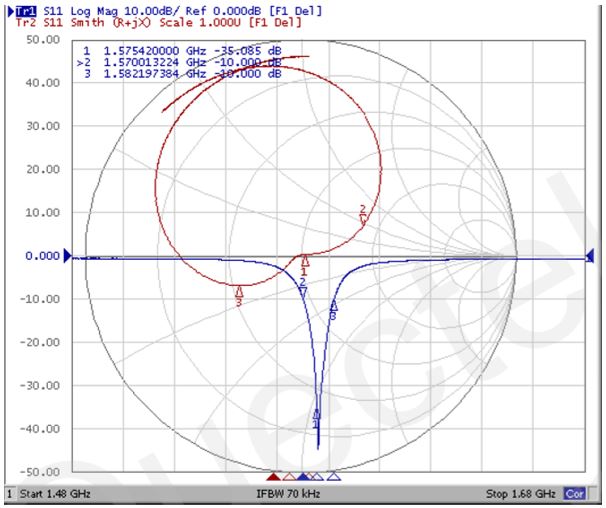 Tr1 S11 Log Mag 10.00dB/ Ref 0.000dB [F1 Del]
Tr2 S11 Smith (R+jX) Scale 1.000U [F1 Del]
50.00
1 1.575420000 GHz -35.085 dB
>2 1.570013224 GHz -10.000 dB
3 1.582197384 GHz -10.000 dB
40.00
30.00
20.00
10.00
2
0.000
1
2
3
-10.00
3
-20.00
-30.00
1
-40.00
-50.00
1 Start 1.48 GHz IFBW 70 kHz Stop 1.68 GHz Cor